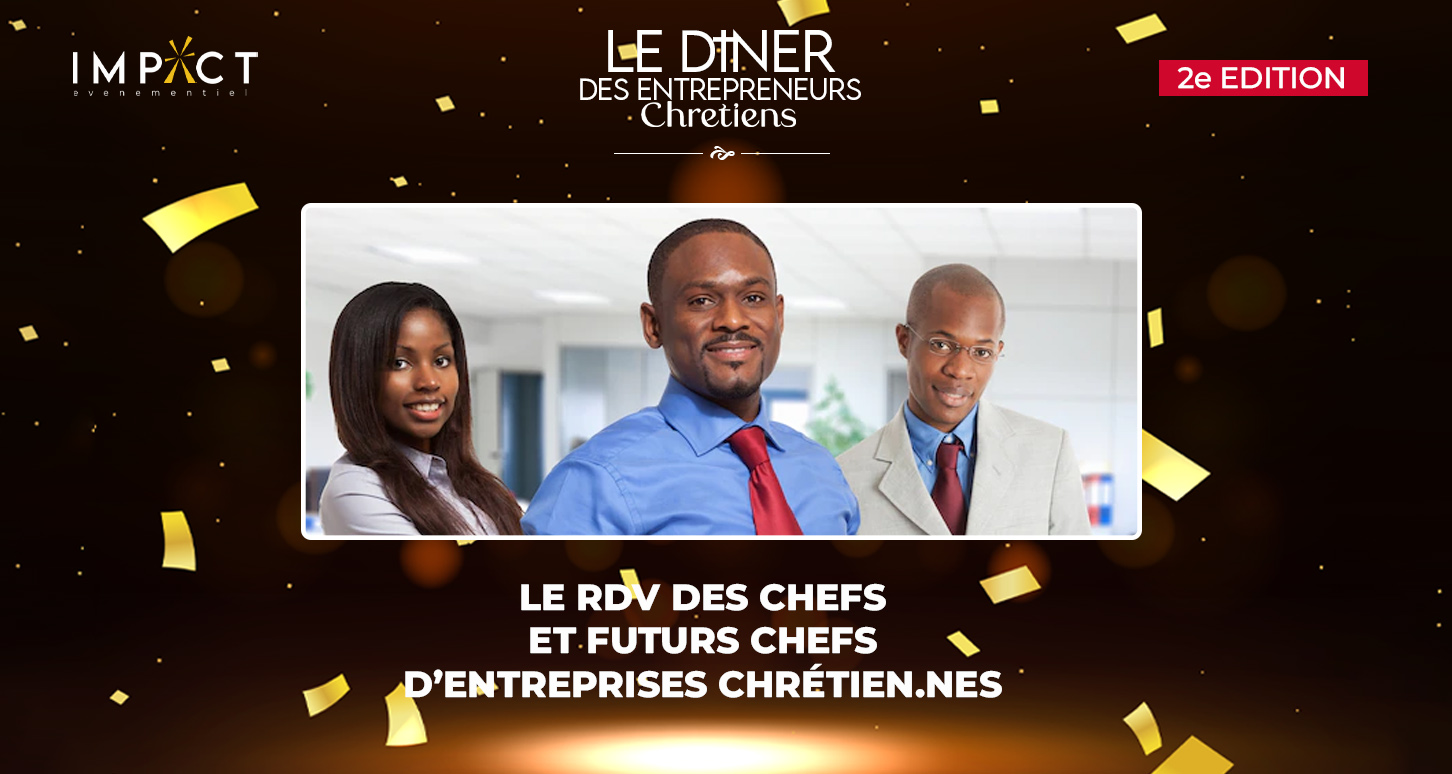 IMPACT
evenementiel
LE DINER
DES ENTREPRENEURS
Chretiens
2e EDITION
LE RDV DES CHEFS
ET FUTURS CHEFS
D’ENTREPRISES CHRÉTIEN.NES